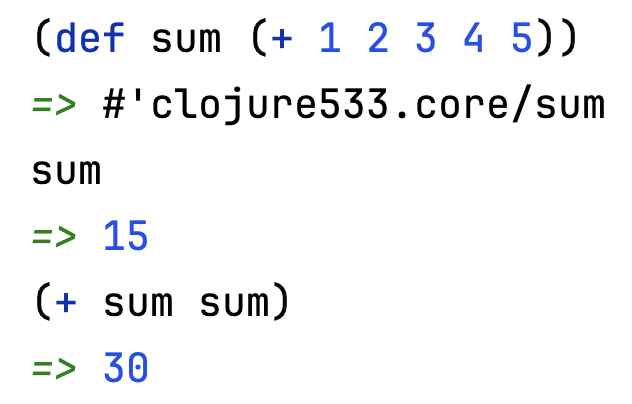 (def sum (+ 1 2 3 4 5))
=> #'clojure533.core/sum
sum
=> 15
(+ sum sum)
=> 30